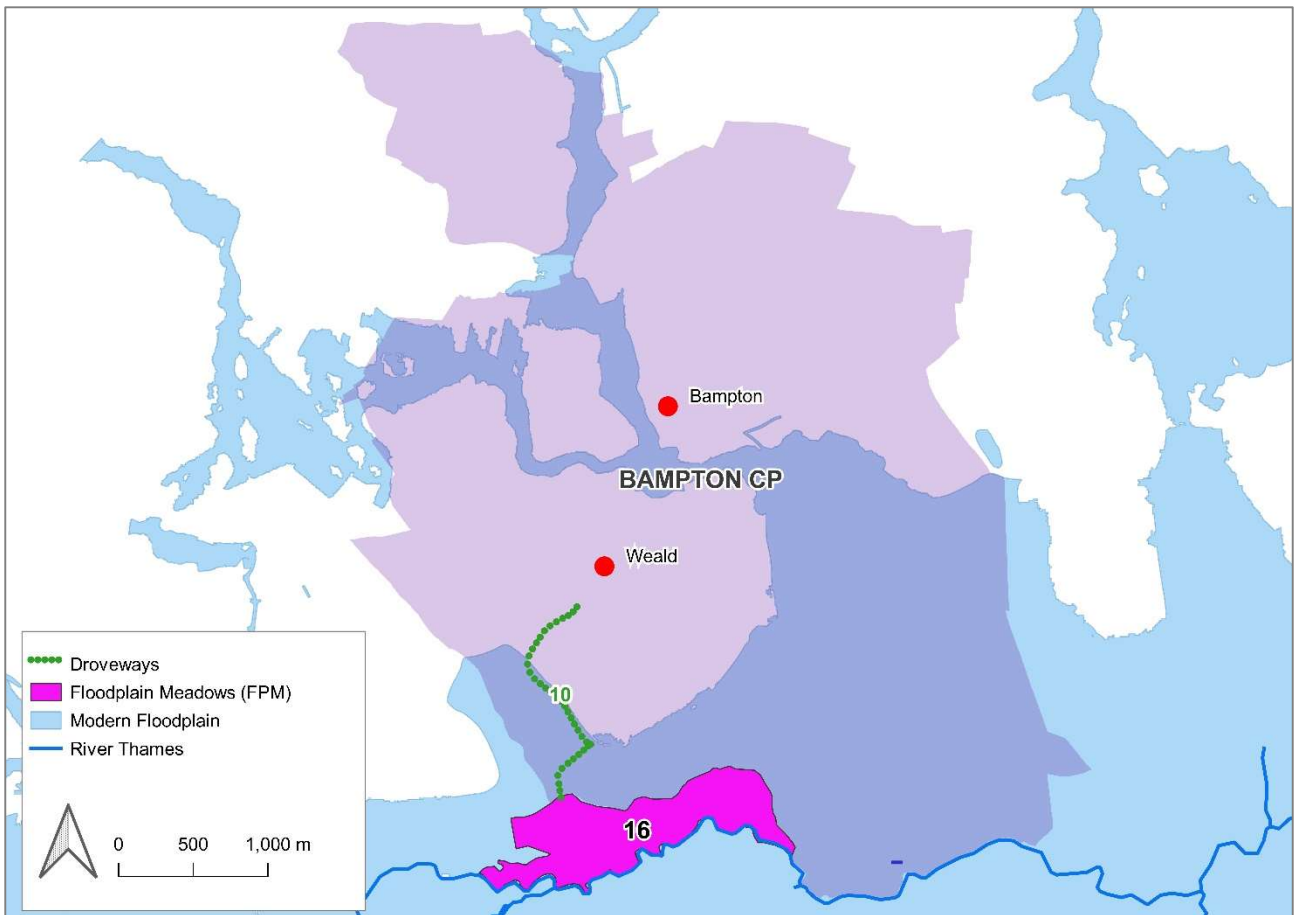 Bampton
BAMPTON CP
Weald
10
16
Droveways
Floodplain Meadows (FPM)
Modern Floodplain
River Thames
0 500 1,000 m